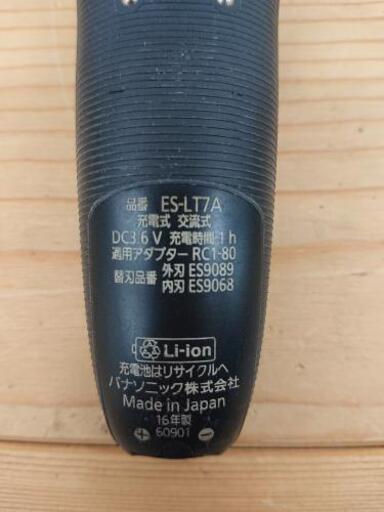 品番 ES-LT7A
充電式 交流式
DC3.6V 充電時間1h
適用アダプター RC1-80
替刃品番 外刃 ES9089
内刃 ES9068
Li-ion
充電池はリサイクルへ
パナソニック株式会社
Made in Japan
16年製
60901